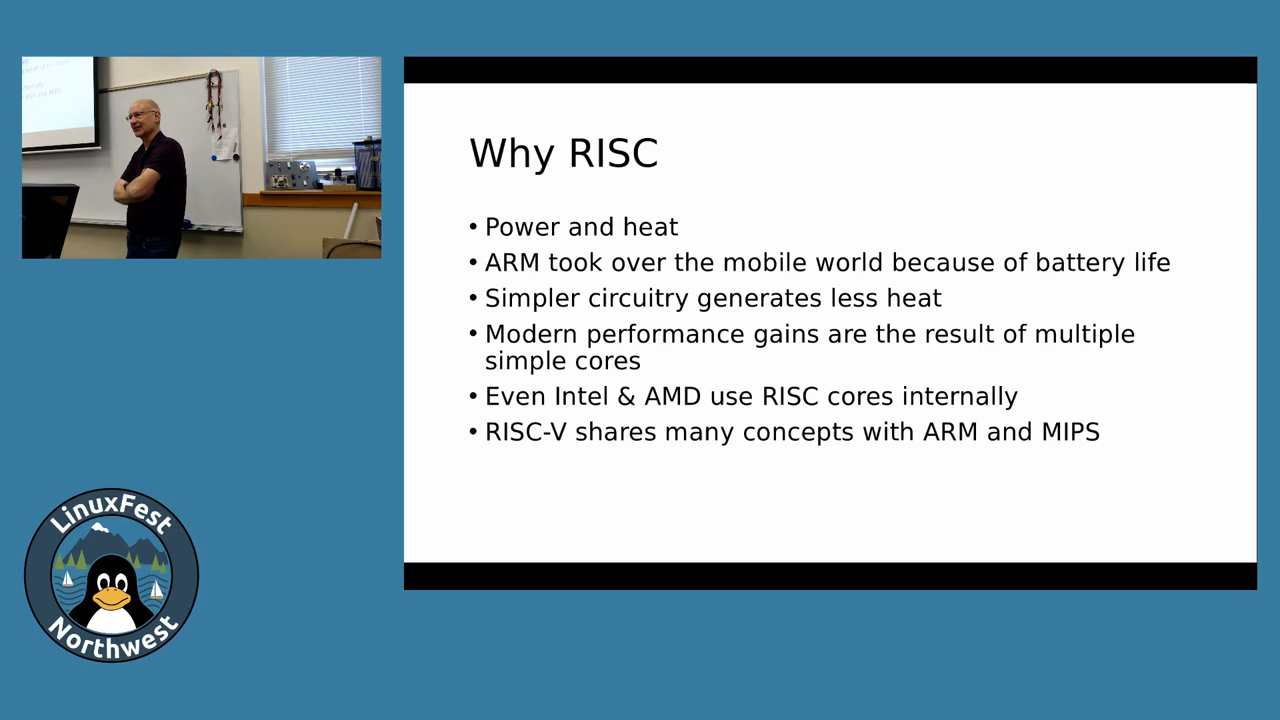 Why RISC
• Power and heat
• ARM took over the mobile world because of battery life
• Simpler circuitry generates less heat
• Modern performance gains are the result of multiple
simple cores
• Even Intel & AMD use RISC cores internally
• RISC-V shares many concepts with ARM and MIPS
LinuxFest
Northwest